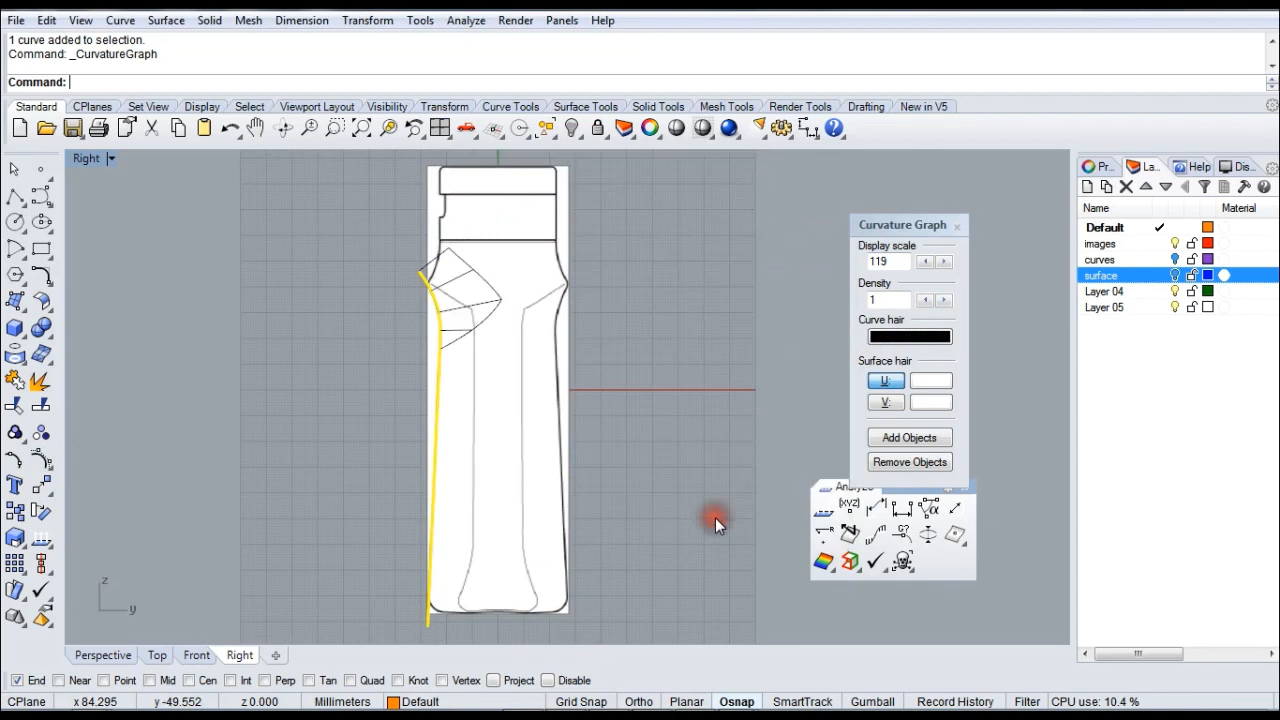 File Edit View Curve Surface Solid Mesh Dimension Transform Tools Analyze Render Panels Help
1 curve added to selection.
Command: _CurvatureGraph
Command:
Standard CPlanes Set View Display Select Viewport Layout Visibility Transform Curve Tools Surface Tools Solid Tools Mesh Tools Render Tools Drafting New in V5
Right
Pr... La... Help Dis...
Name Material
Default
images
curves
surface
Layer 04
Layer 05
Curvature Graph
Display scale
119
Density
1
Curve hair
Surface hair
U:
V:
Add Objects
Remove Objects
z
y
Perspective Top Front Right
End Near Point Mid Cen Int Perp Tan Quad Knot Vertex Project Disable
CPlane x 84.295 y -49.552 z 0.000 Millimeters Default Grid Snap Ortho Planar Osnap SmartTrack Gumball Record History Filter CPU use: 10.4 %